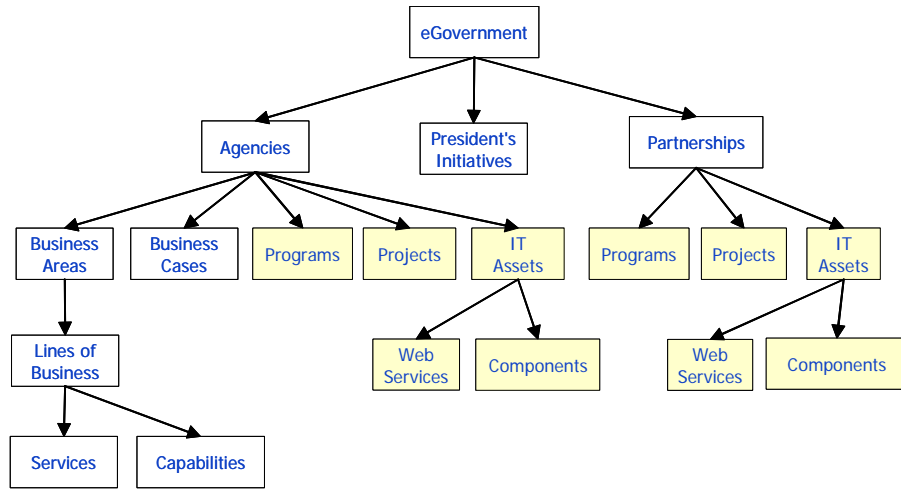 eGovernment
Agencies
President's
Initiatives
Partnerships
Business
Areas
Business
Cases
Programs
Projects
IT
Assets
Programs
Projects
IT
Assets
Lines of
Business
Web
Services
Components
Web
Services
Components
Services
Capabilities